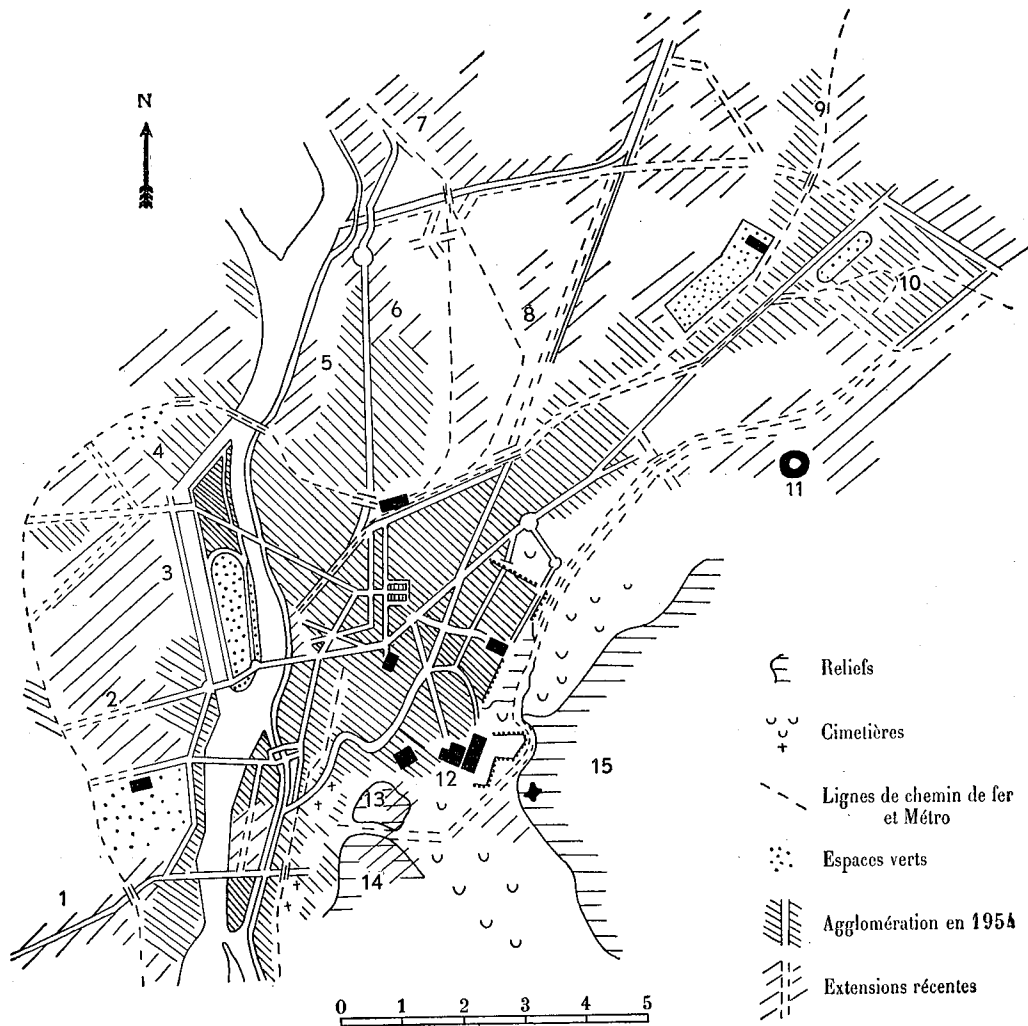 N
7
9
10
6
8
5
4
11
3
2
15
12
13
1
14
Reliefs
Cimetières
Lignes de chemin de fer
et Métro
Espaces verts
Agglomération en 1954
Extensions récentes
0 1 2 3 4 5